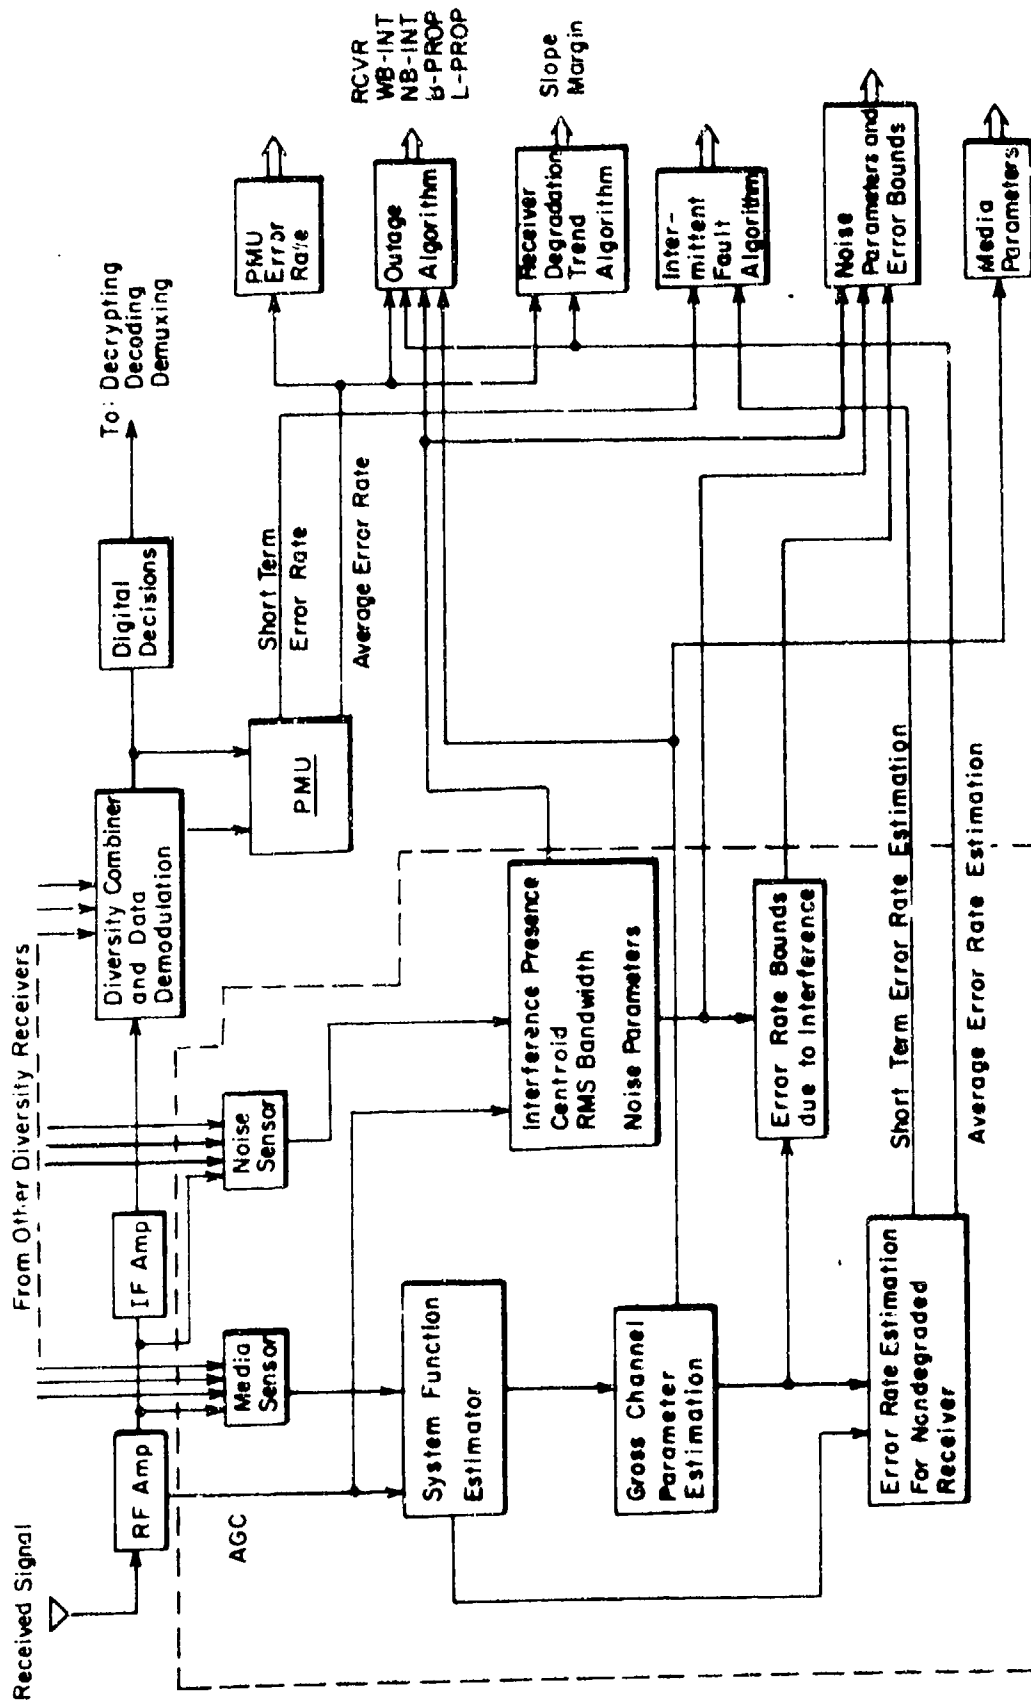 Received Signal
From Other Diversity Receivers
RF Amp
IF Amp
Diversity Combiner
and Data
Demodulation
Digital
Decisions
To: Decrypting
Decoding
Demuxing
AGC
Media
Sensor
Noise
Sensor
PMU
Short Term
Error Rate
Average Error Rate
PMU
Error
Rate
System Function
Estimator
Interference Presence
Centroid
RMS Bandwidth
Noise Parameters
Outage
Algorithm
RCVR
WB-INT
NB-INT
B-PROP
L-PROP
Receiver
Degradation
Trend
Algorithm
Slope
Margin
Gross Channel
Parameter
Estimation
Error Rate Bounds
due to Interference
Inter-
mittent
Fault
Algorithm
Error Rate Estimation
For Nondegraded
Receiver
Short Term Error Rate Estimation
Average Error Rate Estimation
Noise
Parameters and
Error Bounds
Media
Parameters